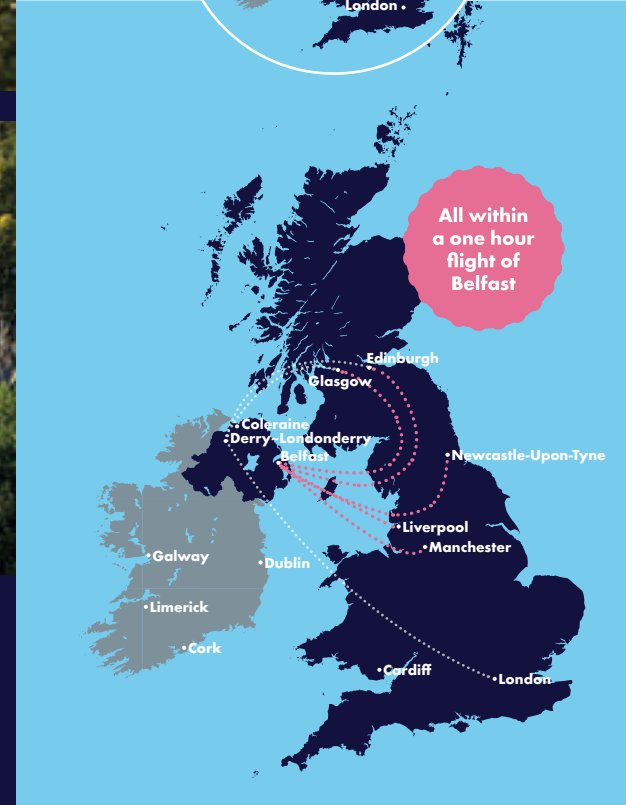 London
All within
a one hour
flight of
Belfast
Edinburgh
Glasgow
Coleraine
Derry~Londonderry
Belfast
Newcastle-Upon-Tyne
Liverpool
Manchester
Galway
Dublin
Limerick
Cork
Cardiff
London